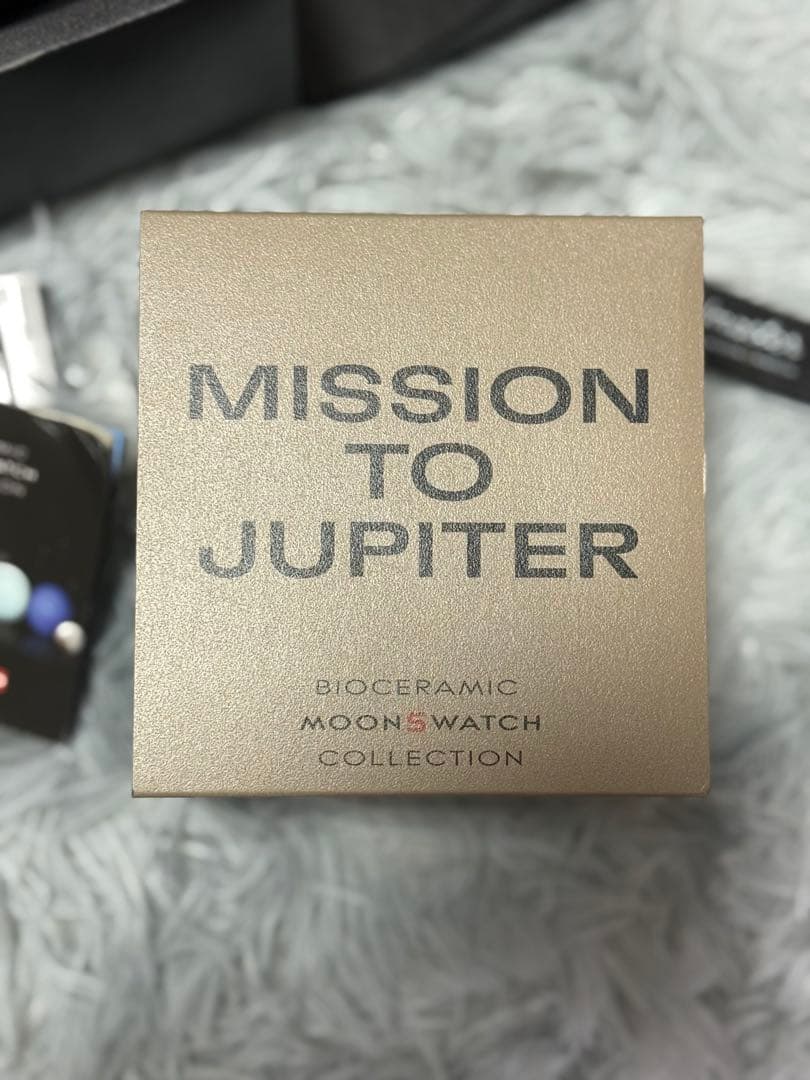 MISSION
TO
JUPITER
BIOCERAMIC
MOONSWATCH
COLLECTION